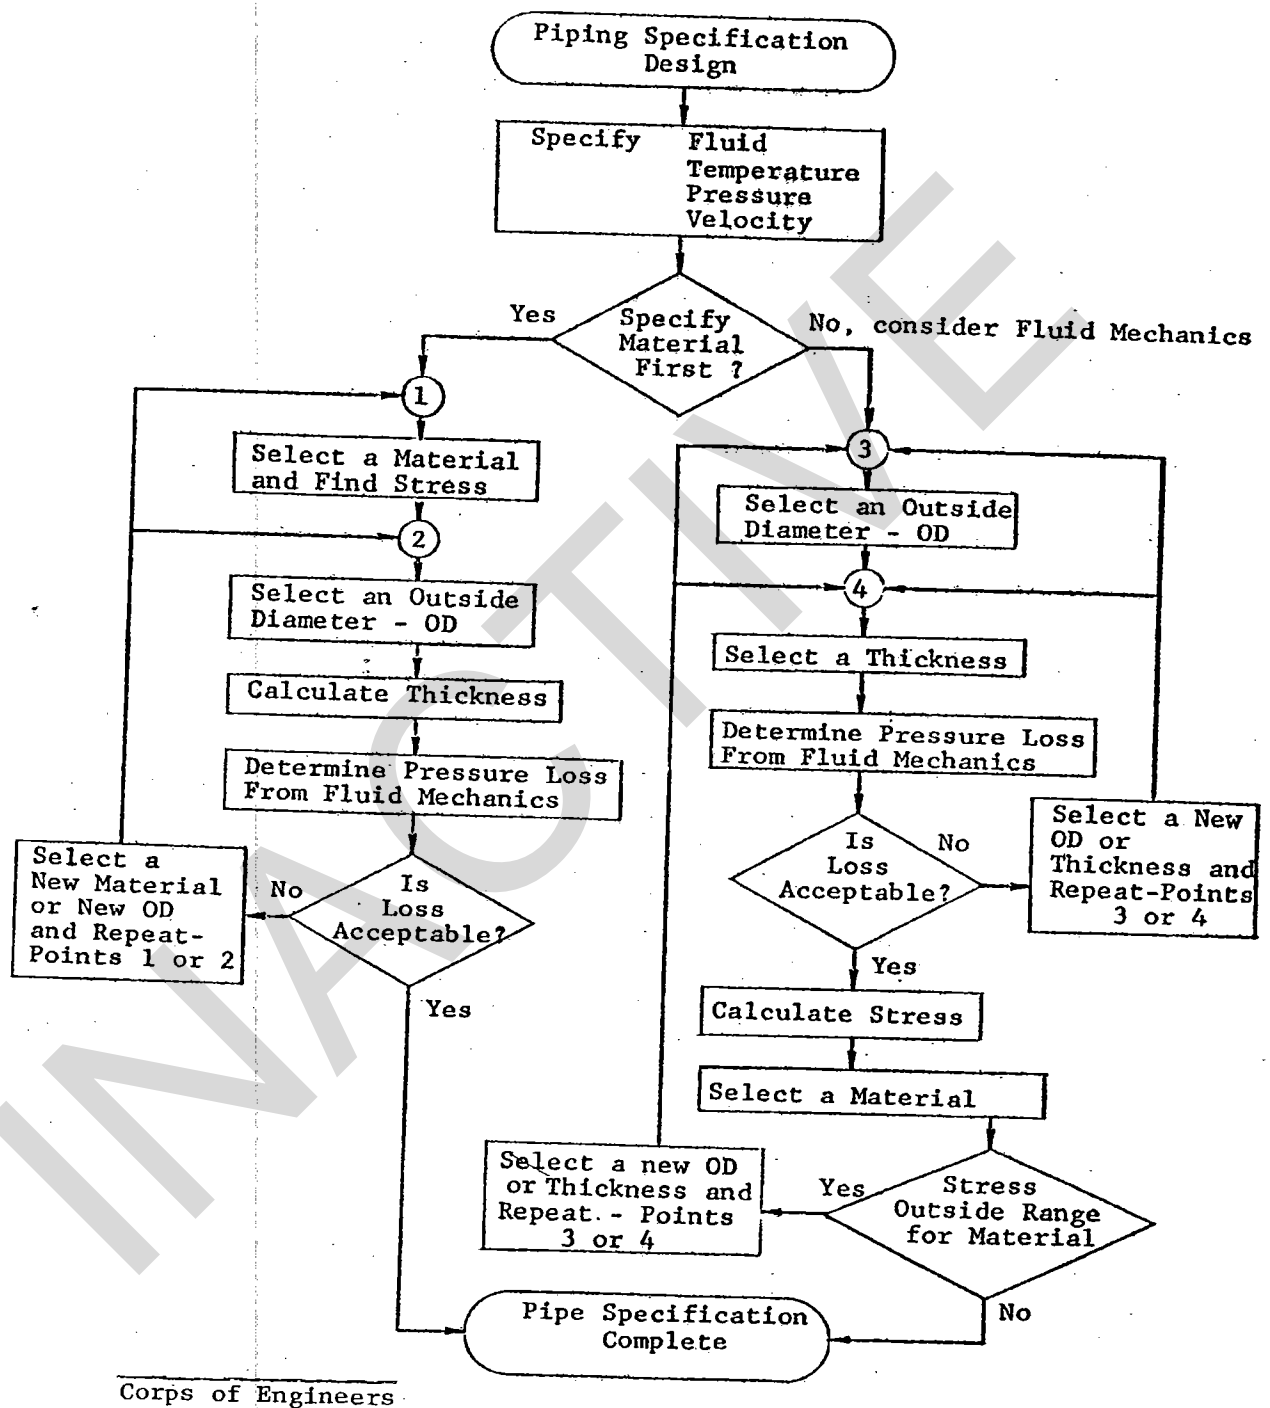 Piping Specification
Design
Specify Fluid
Temperature
Pressure
Velocity
Specify
Material
First ?
Yes
No, consider Fluid Mechanics
1
Select a Material
and Find Stress
2
Select an Outside
Diameter - OD
Calculate Thickness
Determine Pressure Loss
From Fluid Mechanics
Is
Loss
Acceptable?
No
Select a
New Material
or New OD
and Repeat-
Points 1 or 2
Yes
3
Select an Outside
Diameter - OD
4
Select a Thickness
Determine Pressure Loss
From Fluid Mechanics
Is
Loss
Acceptable?
No
Select a New
OD or
Thickness and
Repeat-Points
3 or 4
Yes
Calculate Stress
Select a Material
Stress
Outside Range
for Material
Yes
Select a new OD
or Thickness and
Repeat. - Points
3 or 4
No
Pipe Specification
Complete
Corps of Engineers
INACTIVE